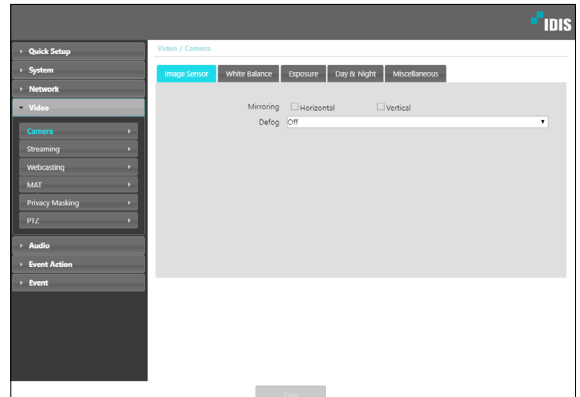 IDIS
Quick Setup
System
Network
Video
Camera
Streaming
Webcasting
MAT
Privacy Masking
PTZ
Audio
Event Action
Event
Video / Camera
Image Sensor White Balance Exposure Day & Night Miscellaneous
Mirroring Horizontal Vertical
Defog Off
Save